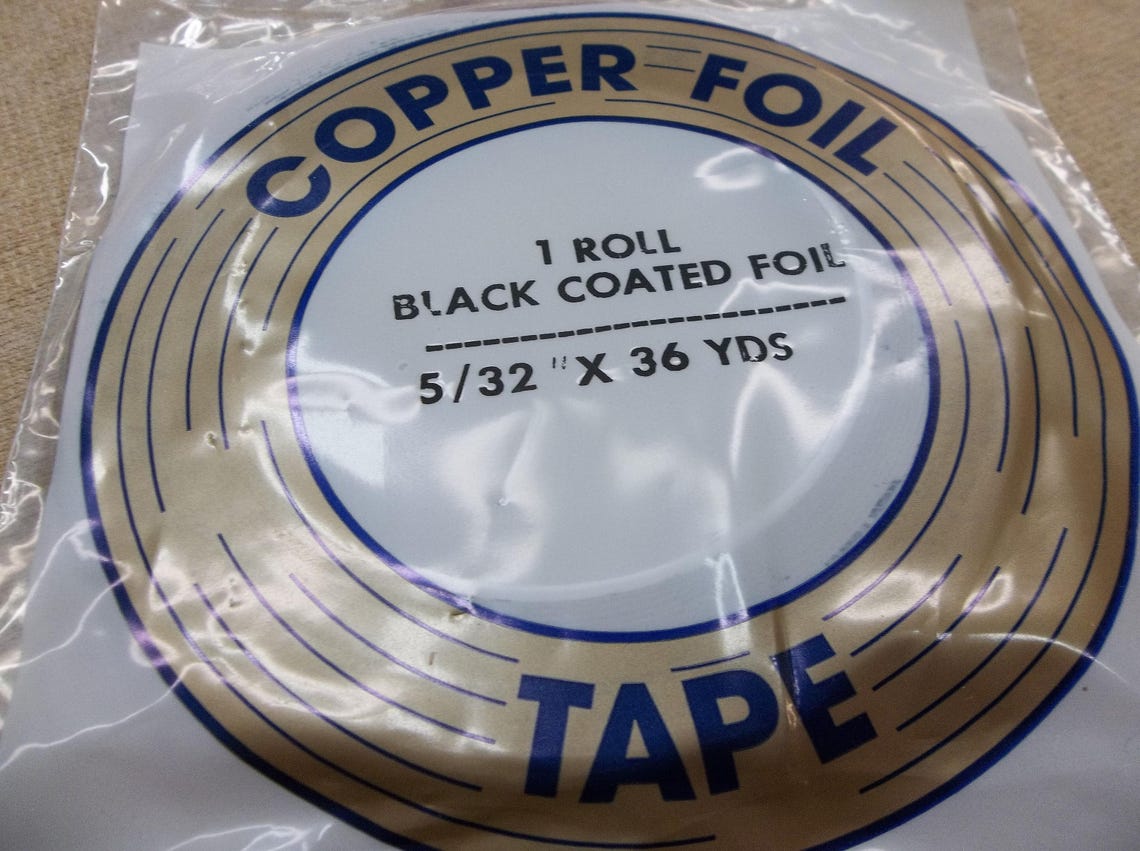 COPPER FOIL
1 ROLL
BLACK COATED FOIL
-----------------------
5/32 " X 36 YDS
TAPE